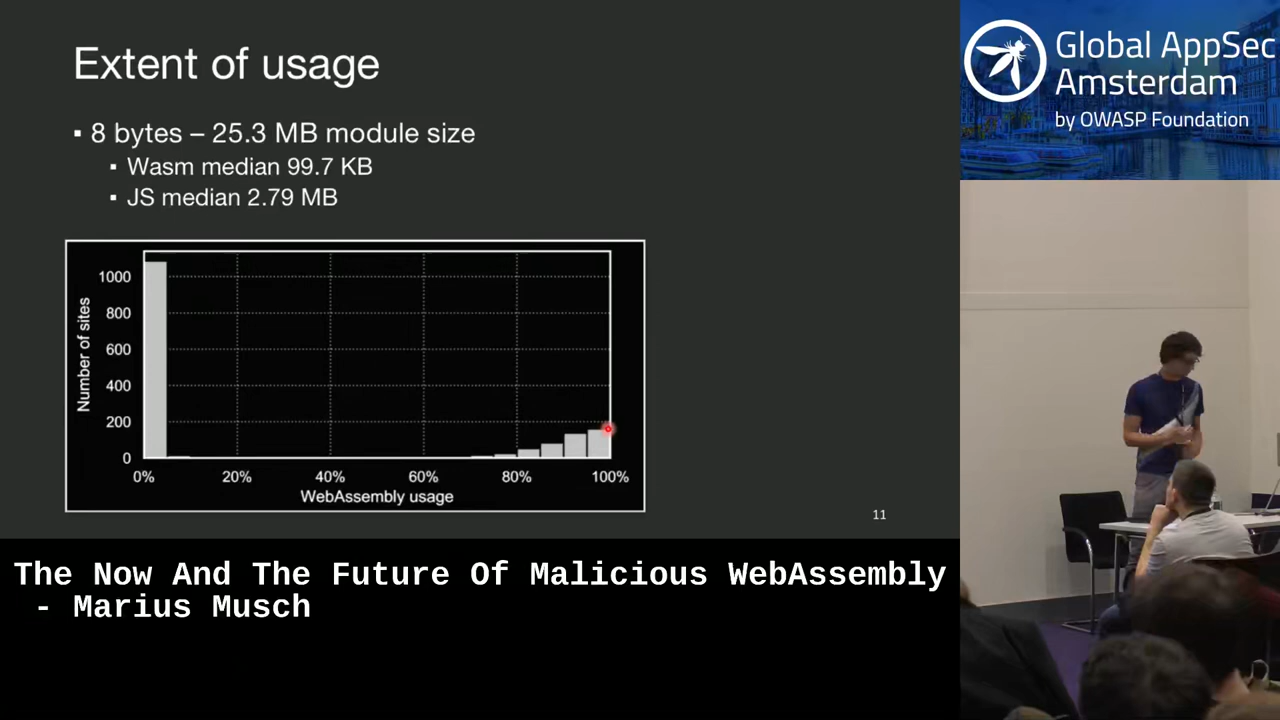 Extent of usage
▪ 8 bytes – 25.3 MB module size
▪ Wasm median 99.7 KB
▪ JS median 2.79 MB
Number of sites
1000
800
600
400
200
0
0% 20% 40% 60% 80% 100%
WebAssembly usage
11
Global AppSec
Amsterdam
by OWASP Foundation
The Now And The Future Of Malicious WebAssembly
- Marius Musch